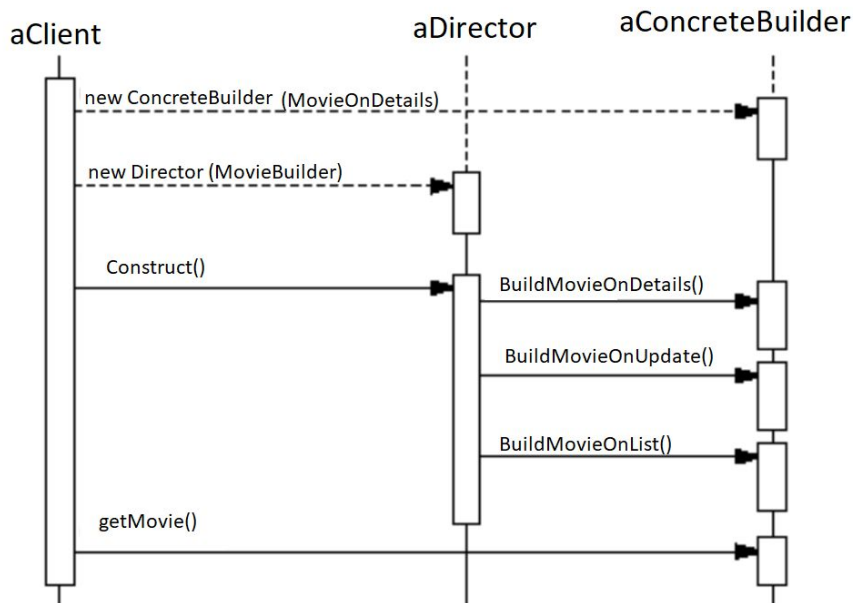 aClient
aDirector
aConcreteBuilder
new ConcreteBuilder (MovieOnDetails)
new Director (MovieBuilder)
Construct()
BuildMovieOnDetails()
BuildMovieOnUpdate()
BuildMovieOnList()
getMovie()